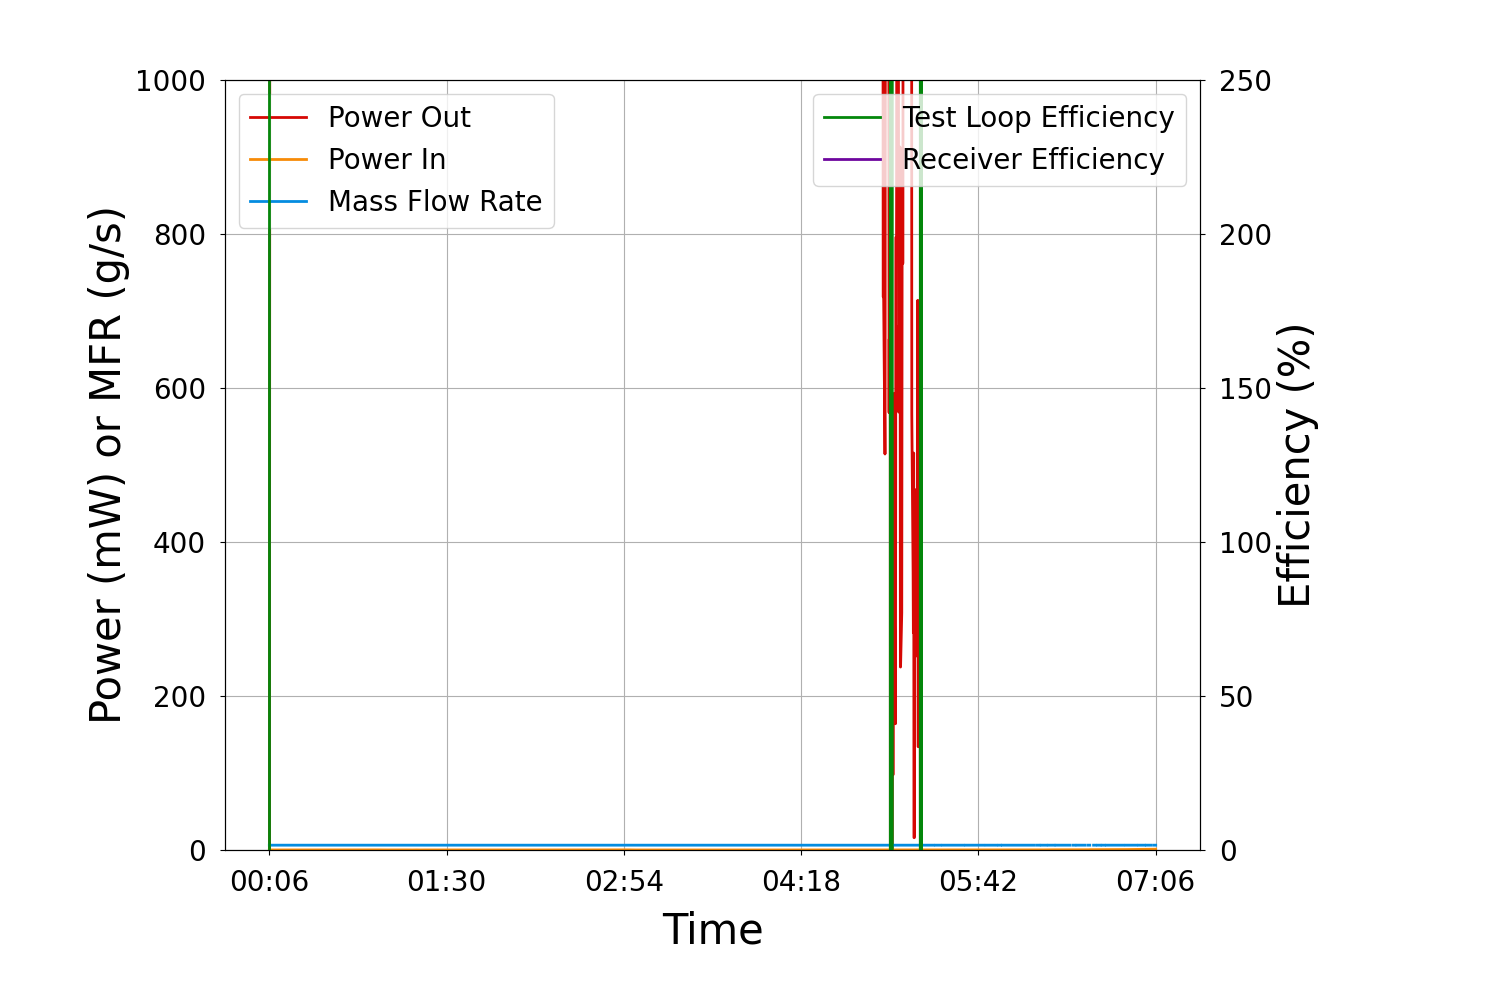 1000
800
600
400
200
0
Power (mW) or MFR (g/s)
Power Out
Power In
Mass Flow Rate
Test Loop Efficiency
Receiver Efficiency
250
200
150
100
50
0
Efficiency (%)
00:06 01:30 02:54 04:18 05:42 07:06
Time